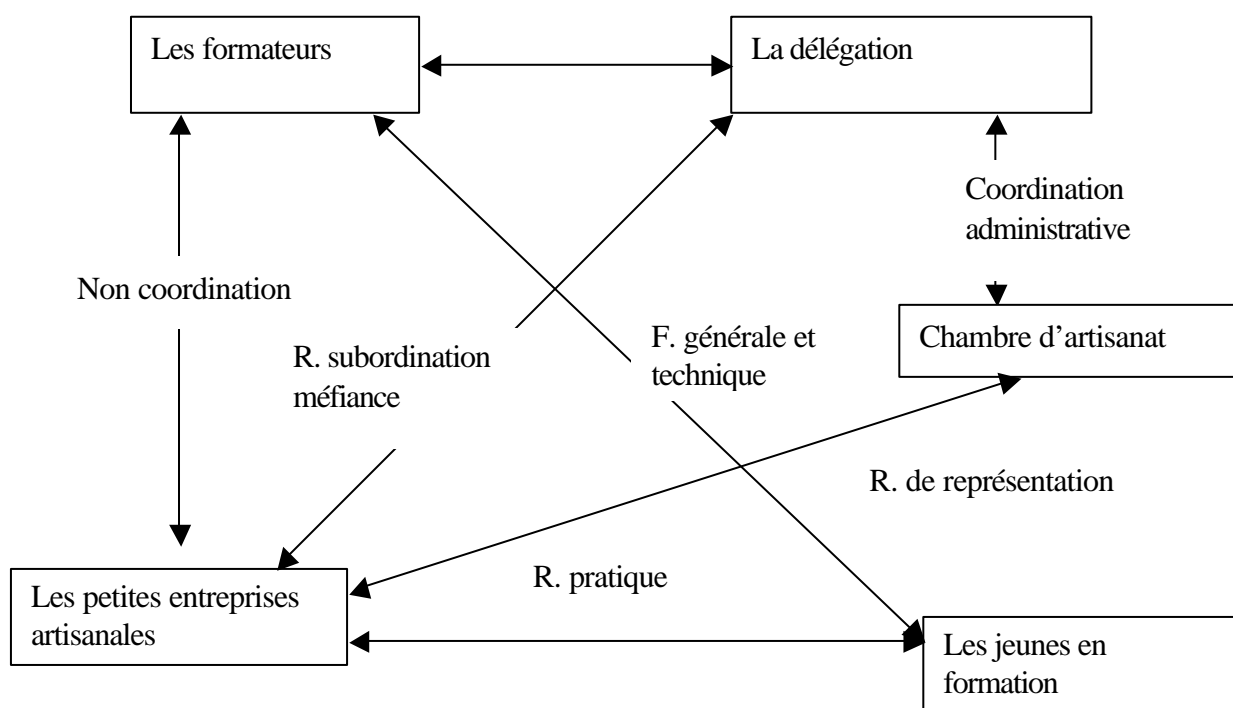 Les formateurs
La délégation
Coordination
administrative
Non coordination
R. subordination
méfiance
F. générale et
technique
Chambre d'artisanat
R. de représentation
R. pratique
Les petites entreprises
artisanales
Les jeunes en
formation